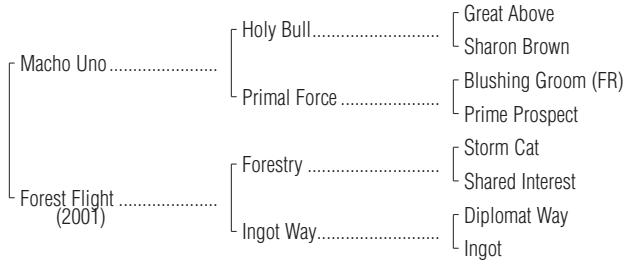 Great Above
Holy Bull
Sharon Brown
Macho Uno
Blushing Groom (FR)
Primal Force
Prime Prospect
Storm Cat
Forestry
Shared Interest
Forest Flight
(2001)
Diplomat Way
Ingot Way
Ingot